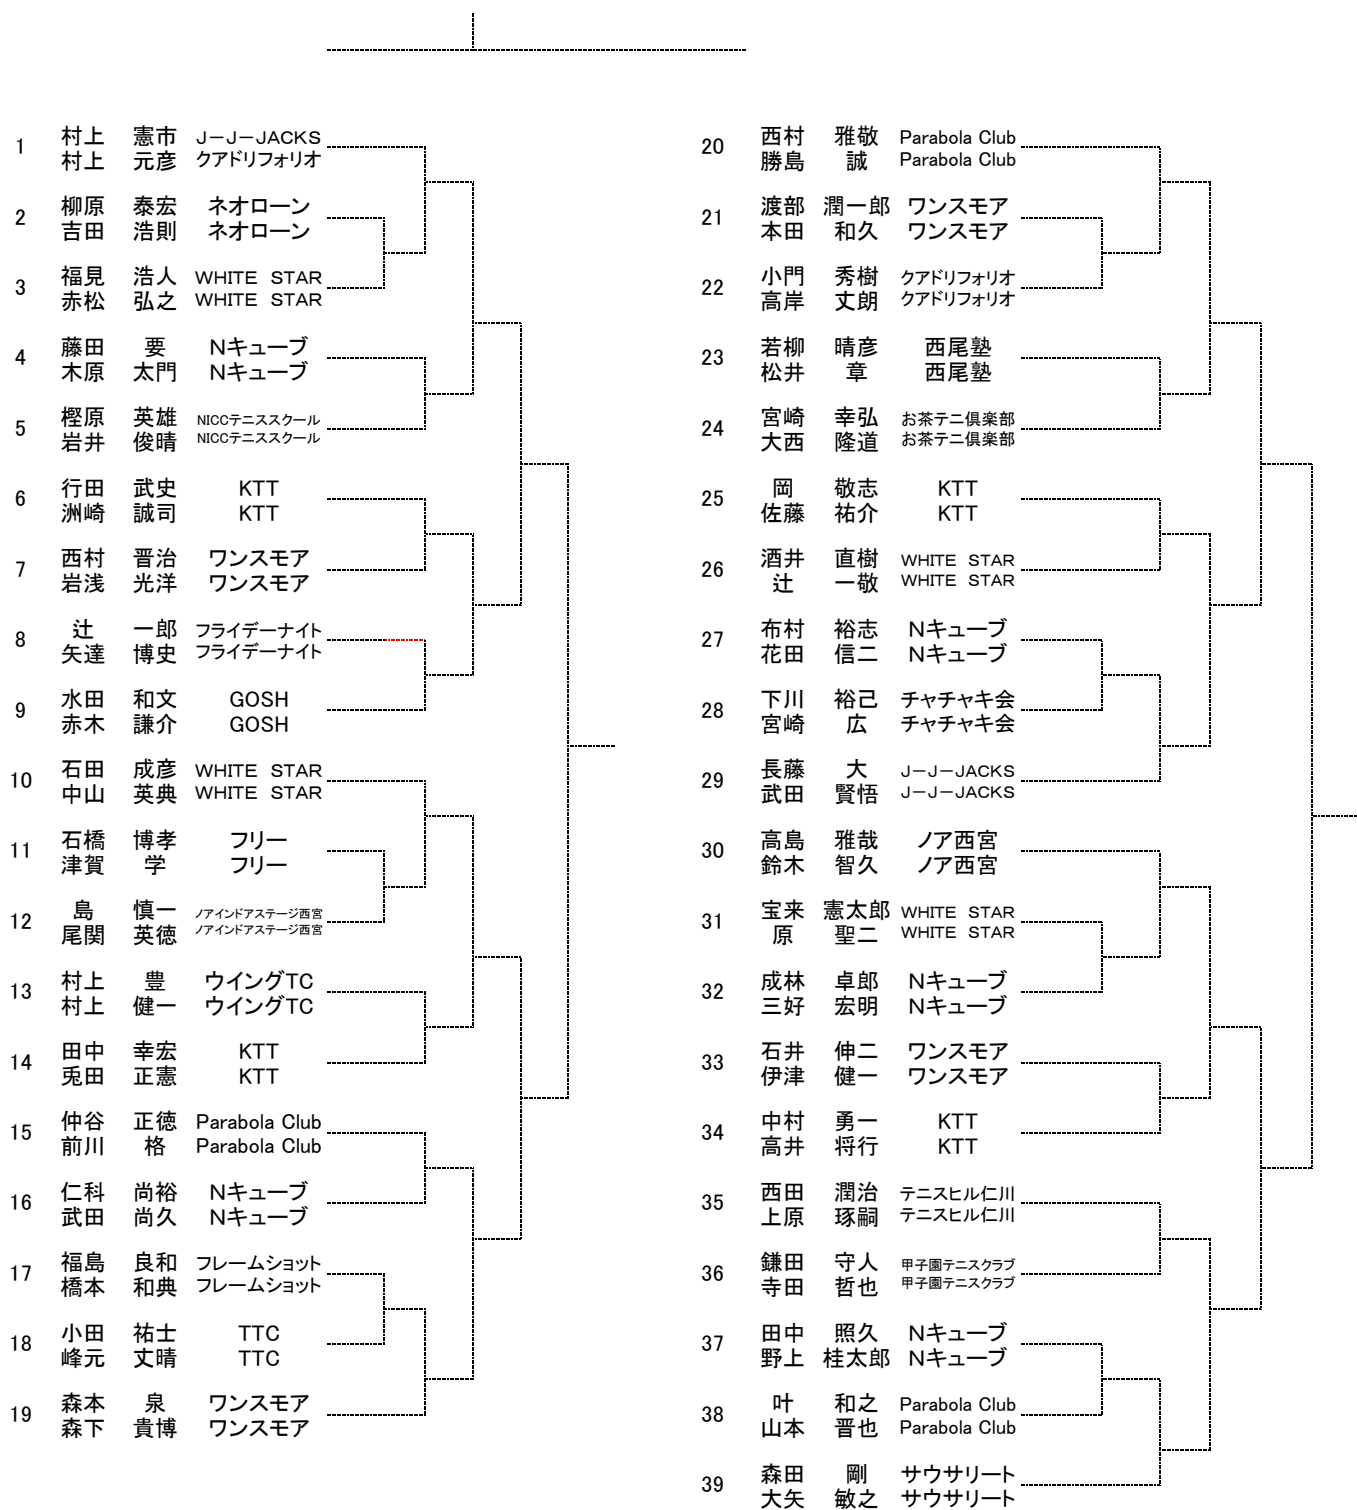 1 村上 憲市 J－J－JACKS
村上 元彦 クアドリフォリオ
2 柳原 泰宏 ネオローン
吉田 浩則 ネオローン
3 福見 浩人 WHITE STAR
赤松 弘之 WHITE STAR
4 藤田 要 Nキューブ
木原 太門 Nキューブ
5 樫原 英雄 NICCテニススクール
岩井 俊晴 NICCテニススクール
6 行田 武史 KTT
洲崎 誠司 KTT
7 西村 晋治 ワンスモア
岩浅 光洋 ワンスモア
8 辻 一郎 フライデーナイト
矢達 博史 フライデーナイト
9 水田 和文 GOSH
赤木 謙介 GOSH
10 石田 成彦 WHITE STAR
中山 英典 WHITE STAR
11 石橋 博孝 フリー
津賀 学 フリー
12 島 慎一 ノアインドアステージ西宮
尾関 英徳 ノアインドアステージ西宮
13 村上 豊 ウイングTC
村上 健一 ウイングTC
14 田中 幸宏 KTT
兎田 正憲 KTT
15 仲谷 正徳 Parabola Club
前川 格 Parabola Club
16 仁科 尚裕 Nキューブ
武田 尚久 Nキューブ
17 福島 良和 フレームショット
橋本 和典 フレームショット
18 小田 祐士 TTC
峰元 丈晴 TTC
19 森本 泉 ワンスモア
森下 貴博 ワンスモア
20 西村 雅敬 Parabola Club
勝島 誠 Parabola Club
21 渡部 潤一郎 ワンスモア
本田 和久 ワンスモア
22 小門 秀樹 クアドリフォリオ
高岸 丈朗 クアドリフォリオ
23 若柳 晴彦 西尾塾
松井 章 西尾塾
24 宮崎 幸弘 お茶テニ倶楽部
大西 隆道 お茶テニ倶楽部
25 岡 敬志 KTT
佐藤 祐介 KTT
26 酒井 直樹 WHITE STAR
辻 一敬 WHITE STAR
27 布村 裕志 Nキューブ
花田 信二 Nキューブ
28 下川 裕己 チャチャキ会
宮崎 広 チャチャキ会
29 長藤 大 J－J－JACKS
武田 賢悟 J－J－JACKS
30 高島 雅哉 ノア西宮
鈴木 智久 ノア西宮
31 宝来 憲太郎 WHITE STAR
原 聖二 WHITE STAR
32 成林 卓郎 Nキューブ
三好 宏明 Nキューブ
33 石井 伸二 ワンスモア
伊津 健一 ワンスモア
34 中村 勇一 KTT
高井 将行 KTT
35 西田 潤治 テニスヒル仁川
上原 琢嗣 テニスヒル仁川
36 鎌田 守人 甲子園テニスクラブ
寺田 哲也 甲子園テニスクラブ
37 田中 照久 Nキューブ
野上 桂太郎 Nキューブ
38 叶 和之 Parabola Club
山本 晋也 Parabola Club
39 森田 剛 サウサリート
大矢 敏之 サウサリート